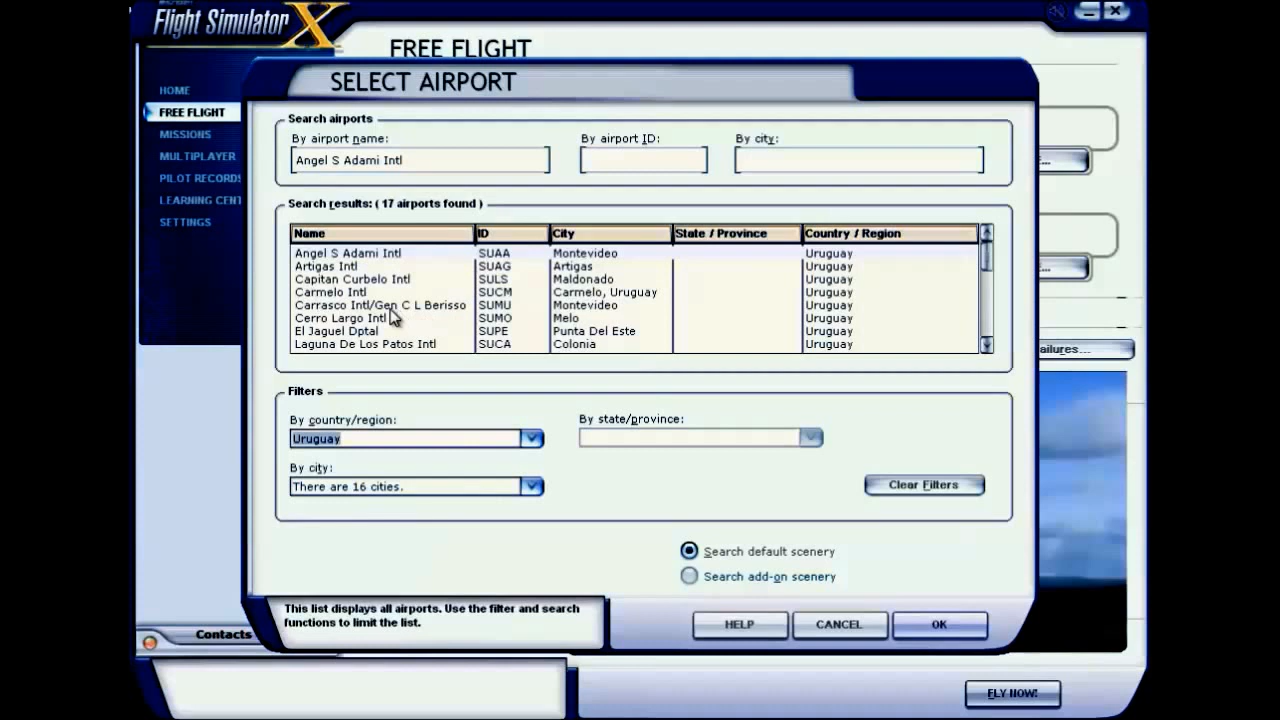 Flight Simulator X
FREE FLIGHT
SELECT AIRPORT
HOME
FREE FLIGHT
MISSIONS
MULTIPLAYER
PILOT RECORDS
LEARNING CENT
SETTINGS
Search airports
By airport name:
By airport ID:
By city:
Angel S Adami Intl
Search results: ( 17 airports found )
Name ID City State / Province Country / Region
Angel S Adami Intl SUAA Montevideo Uruguay
Artigas Intl SUAG Artigas Uruguay
Capitan Curbelo Intl SULS Maldonado Uruguay
Carmelo Intl SUCM Carmelo, Uruguay Uruguay
Carrasco Intl/Gen C L Berisso SUMU Montevideo Uruguay
Cerro Largo Intl SUMO Melo Uruguay
El Jaguel Dptal SUPE Punta Del Este Uruguay
Laguna De Los Patos Intl SUCA Colonia Uruguay
ailures...
Filters
By country/region:
By state/province:
Uruguay
By city:
There are 16 cities.
Clear Filters
Search default scenery
Search add-on scenery
This list displays all airports. Use the filter and search
functions to limit the list.
HELP
CANCEL
OK
Contacts
FLY NOW!